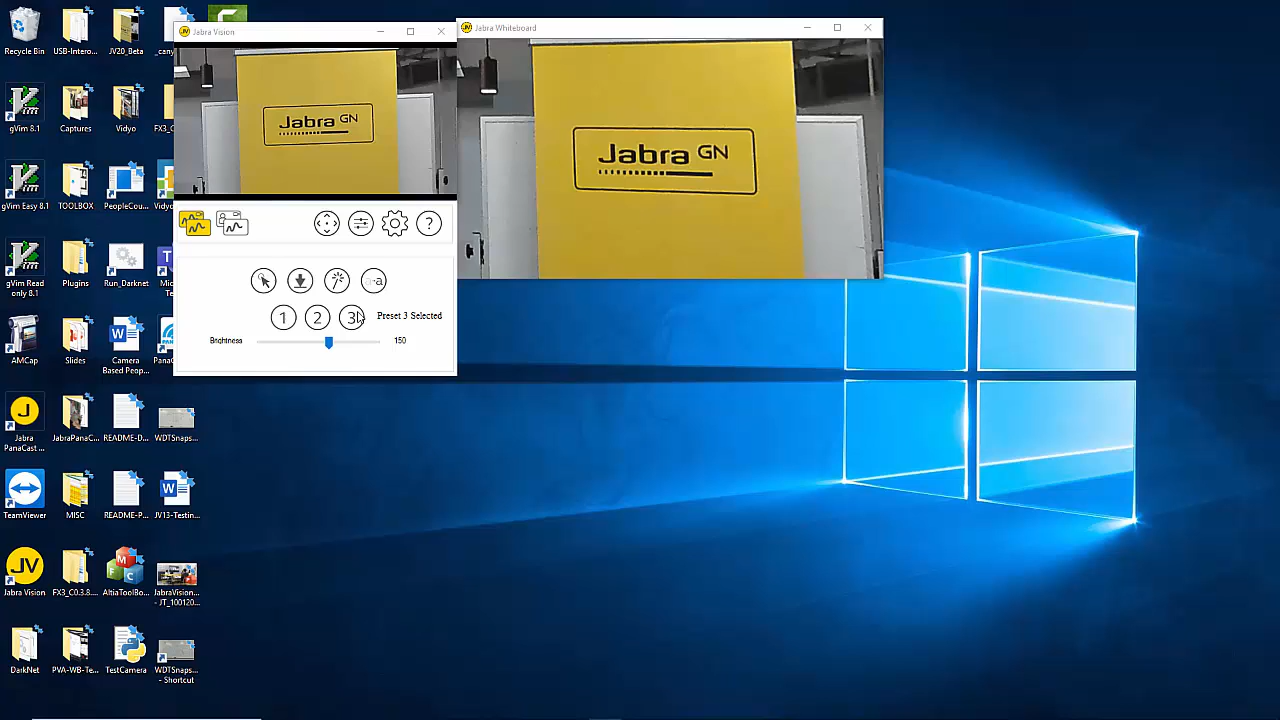 Jabra Vision
Jabra Whiteboard
Jabra GN
Jabra GN
?
a
1
2
3
Preset 3 Selected
Brightness
150
Recycle Bin
USB-Intero...
JV20_Beta
gVim 8.1
Captures
Vidyo
gVim Easy 8.1
TOOLBOX
PeopleCou...
gVim Read only 8.1
Plugins
Run_Darknet
AMCap
Slides
Camera Based Peop...
Jabra PanaCast ...
JabraPanaC...
README-D...
WDTSnaps...
TeamViewer
MISC
README-P...
JV13-Testin...
Jabra Vision
FX3_C0.3.8....
AltiaToolBo...
JabraVision... - JT_100120...
DarkNet
PVA-WB-Te...
TestCamera
WDTSnaps... - Shortcut